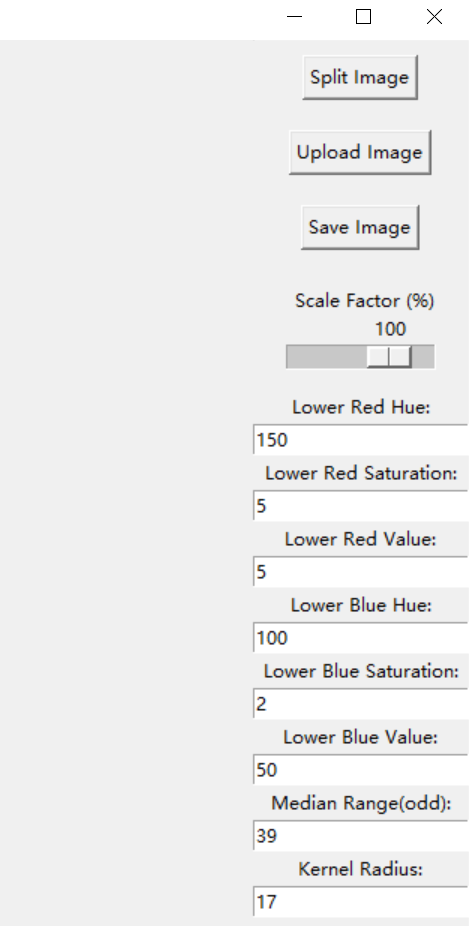 Split Image
Upload Image
Save Image
Scale Factor (%)
100
Lower Red Hue:
150
Lower Red Saturation:
5
Lower Red Value:
5
Lower Blue Hue:
100
Lower Blue Saturation:
2
Lower Blue Value:
50
Median Range(odd):
39
Kernel Radius:
17